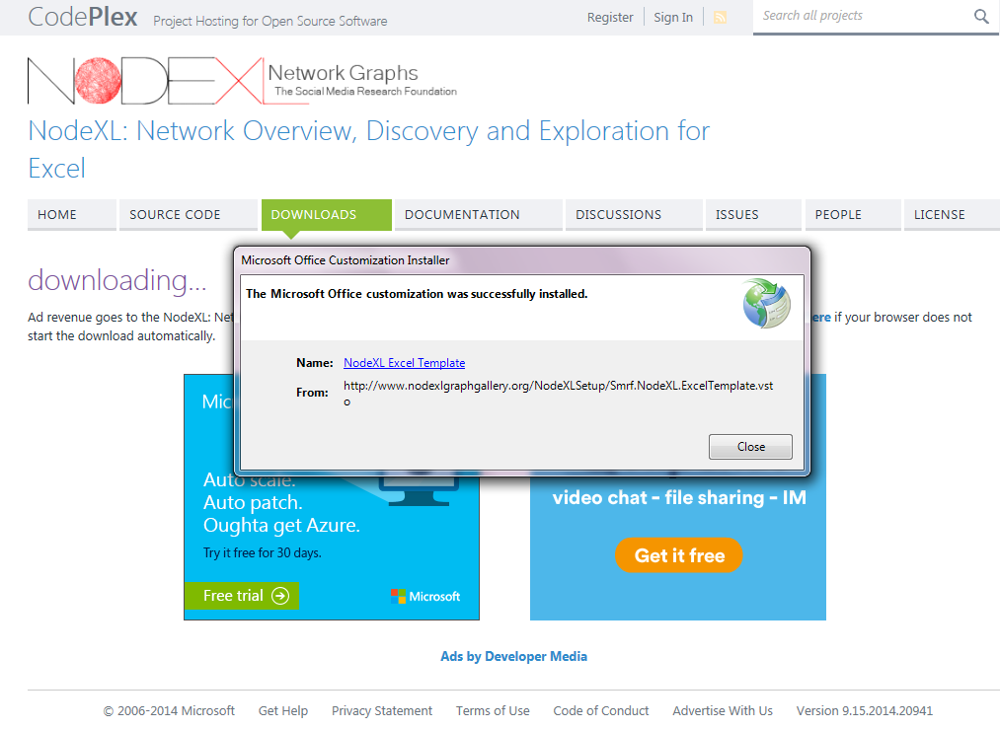 CodePlex Project Hosting for Open Source Software
Register Sign In
Search all projects
NODEXL Network Graphs
The Social Media Research Foundation
NodeXL: Network Overview, Discovery and Exploration for
Excel
HOME SOURCE CODE DOWNLOADS DOCUMENTATION DISCUSSIONS ISSUES PEOPLE LICENSE
downloading...
Ad revenue goes to the NodeXL: if your browser does not
start the download automatically.
Microsoft Office Customization Installer
The Microsoft Office customization was successfully installed.
Name: NodeXL Excel Template
From: http://www.nodexlgraphgallery.org/NodeXLSetup/Smrf.NodeXL.ExcelTemplate.vst
o
Close
Auto scale.
Auto patch.
Oughta get Azure.
Try it free for 30 days.
Free trial
Microsoft
video chat - file sharing - IM
Get it free
Ads by Developer Media
© 2006-2014 Microsoft Get Help Privacy Statement Terms of Use Code of Conduct Advertise With Us Version 9.15.2014.20941